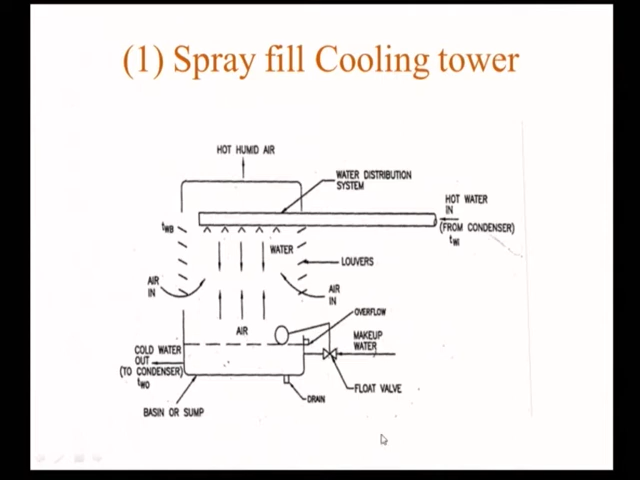 (1) Spray fill Cooling tower
HOT HUMID AIR
WATER DISTRIBUTION
SYSTEM
HOT WATER
IN
(FROM CONDENSER)
tWI
tWB
WATER
LOUVERS
AIR
IN
AIR
IN
AIR
OVERFLOW
MAKEUP
WATER
COLD WATER
OUT
(TO CONDENSER)
tWO
FLOAT VALVE
DRAIN
BASIN OR SUMP